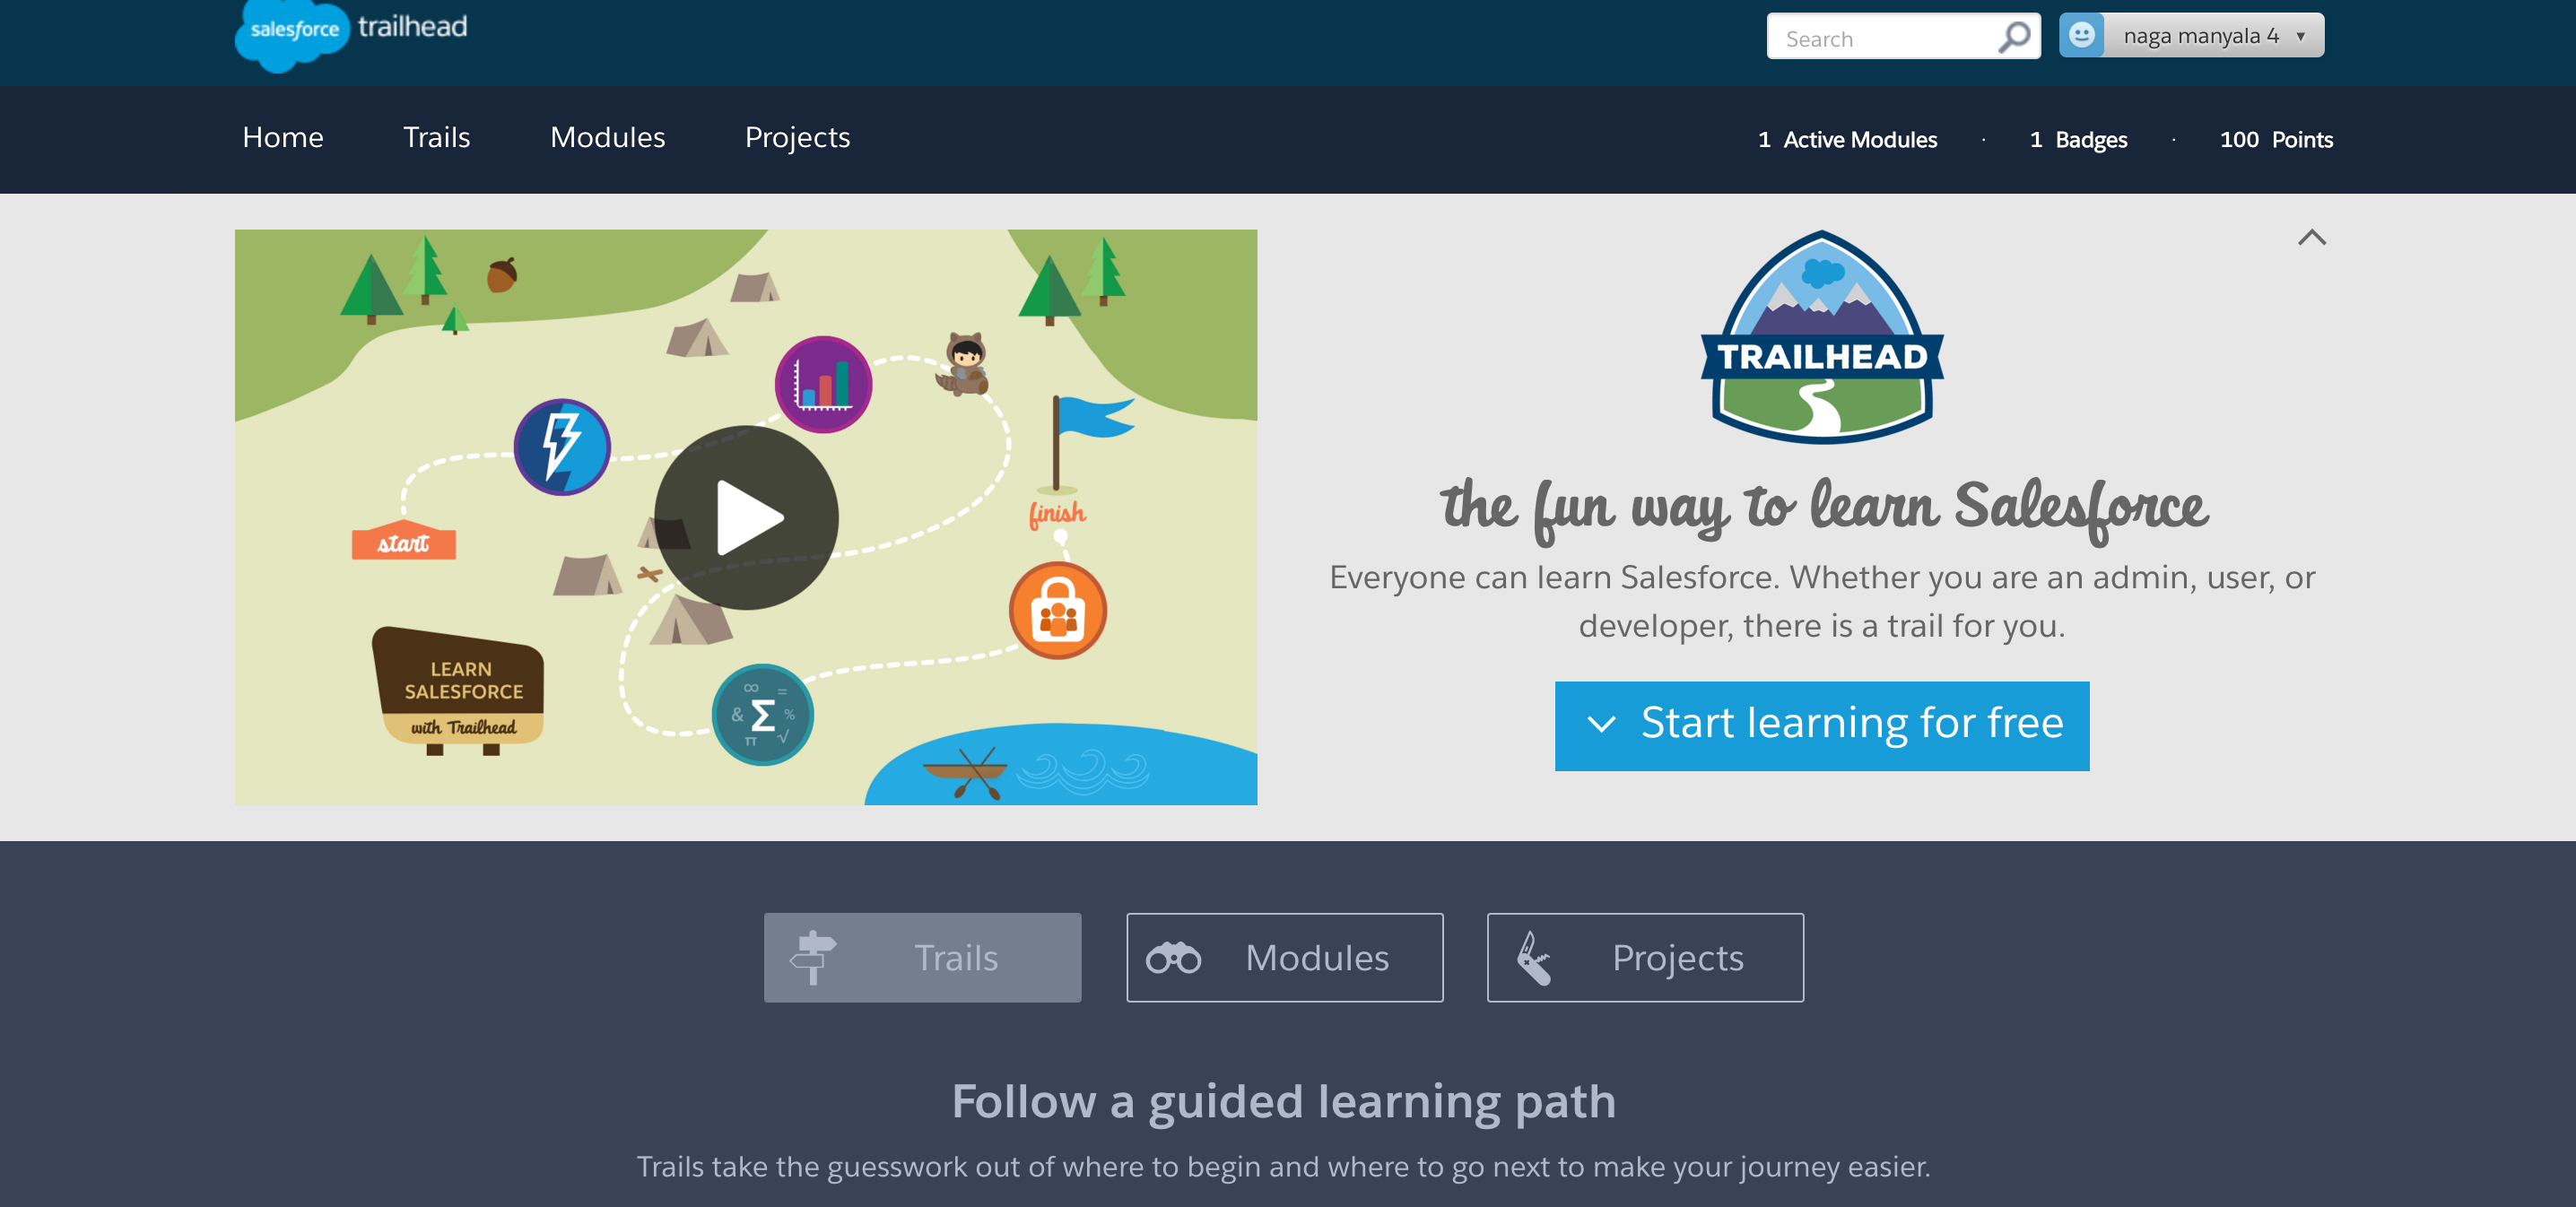 salesforce trailhead
Search
naga manyala 4
Home Trails Modules Projects
1 Active Modules · 1 Badges · 100 Points
start
finish
LEARN
SALESFORCE
with Trailhead
∞ =
& Σ %
π √
TRAILHEAD
the fun way to learn Salesforce
Everyone can learn Salesforce. Whether you are an admin, user, or
developer, there is a trail for you.
Start learning for free
Trails Modules Projects
Follow a guided learning path
Trails take the guesswork out of where to begin and where to go next to make your journey easier.